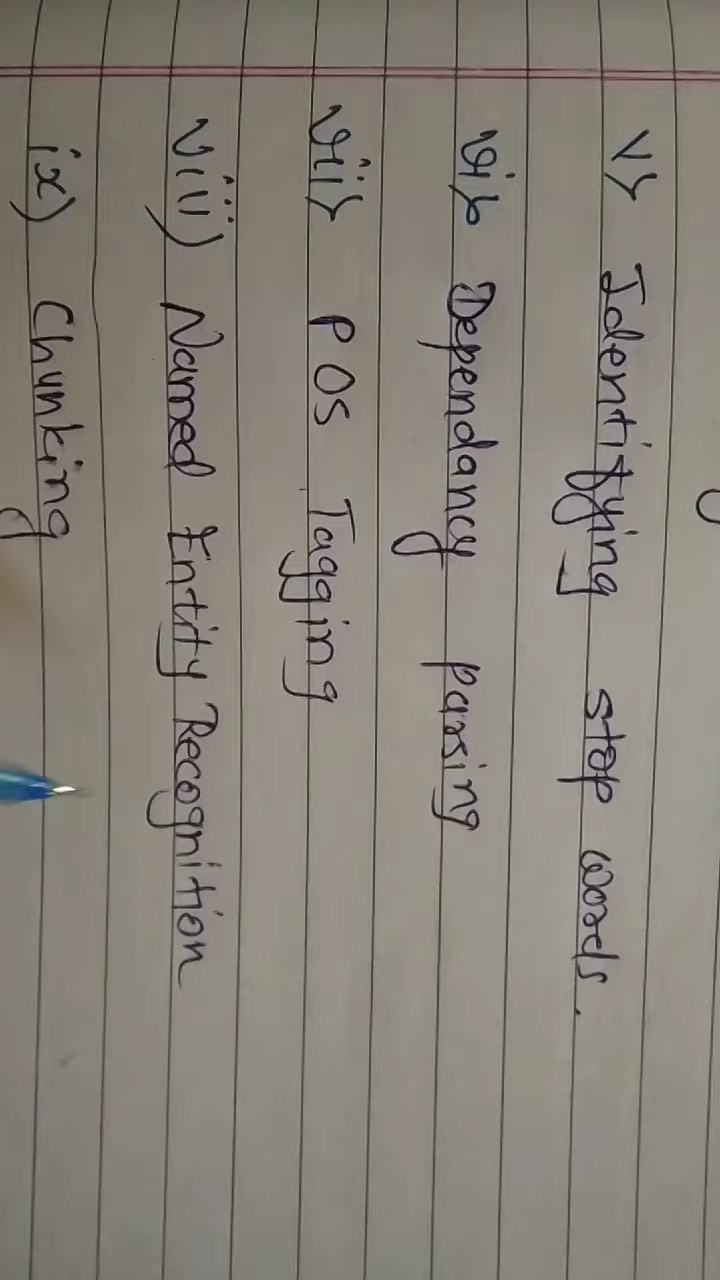 v) Identifying stop words.
vi) Dependancy parsing
vii) POS Tagging
viii) Named Entity Recognition
ix) Chunking